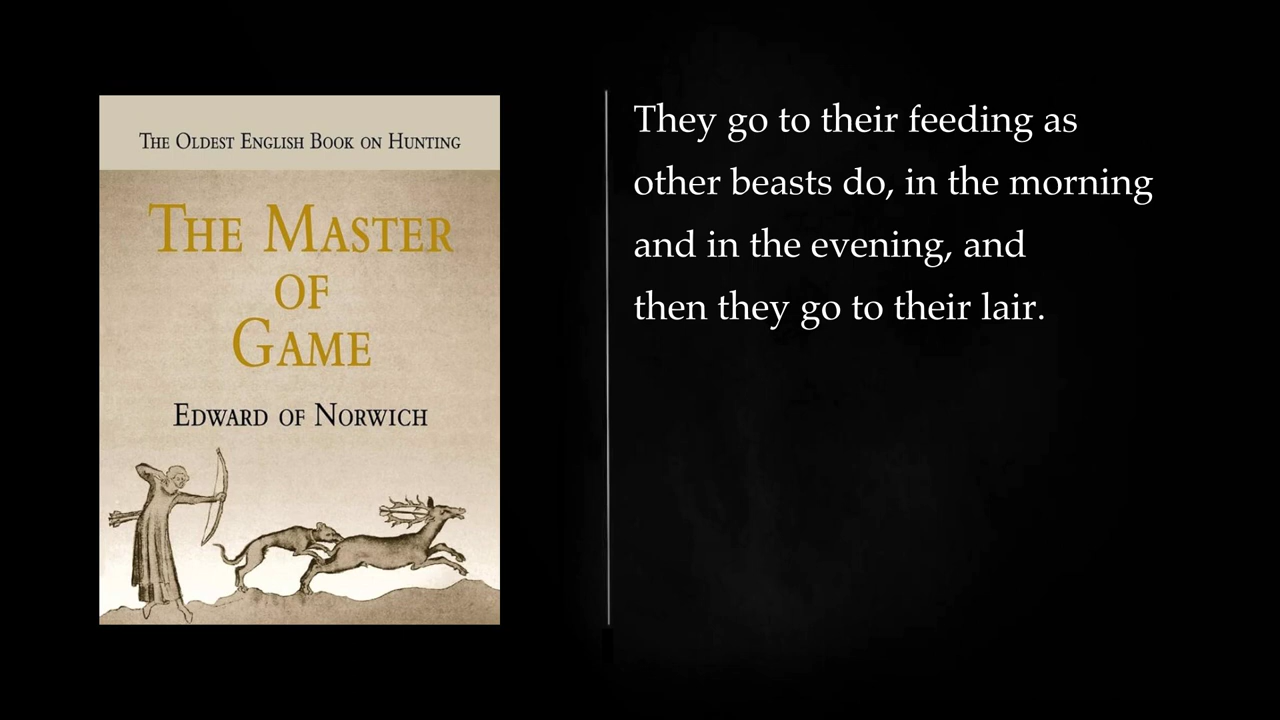 The Oldest English Book on Hunting
The Master
of
Game
Edward of Norwich
They go to their feeding as
other beasts do, in the morning
and in the evening, and
then they go to their lair.